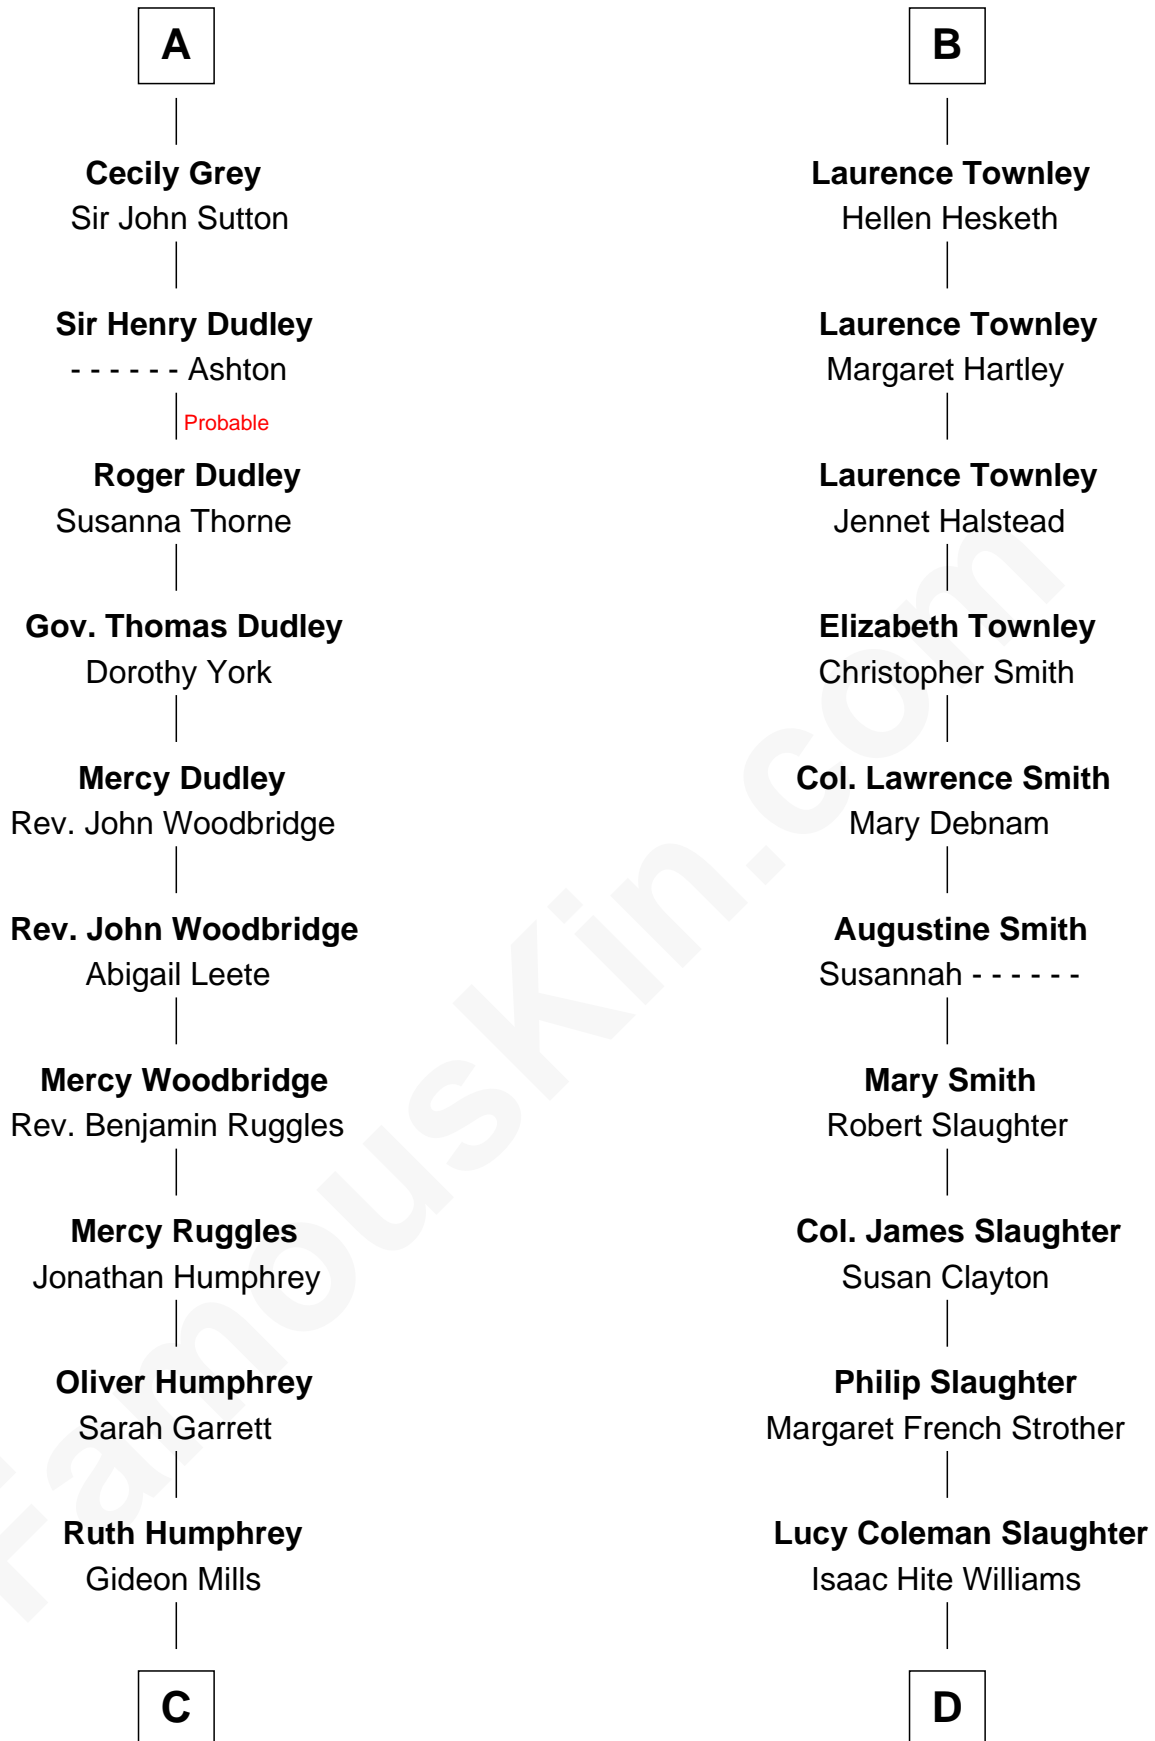 A
Cecily Grey
Sir John Sutton
Sir Henry Dudley
- - - - - - Ashton
Probable
Roger Dudley
Susanna Thorne
Gov. Thomas Dudley
Dorothy York
Mercy Dudley
Rev. John Woodbridge
Rev. John Woodbridge
Abigail Leete
Mercy Woodbridge
Rev. Benjamin Ruggles
Mercy Ruggles
Jonathan Humphrey
Oliver Humphrey
Sarah Garrett
Ruth Humphrey
Gideon Mills
C
B
Laurence Townley
Hellen Hesketh
Laurence Townley
Margaret Hartley
Laurence Townley
Jennet Halstead
Elizabeth Townley
Christopher Smith
Col. Lawrence Smith
Mary Debnam
Augustine Smith
Susannah - - - - - -
Mary Smith
Robert Slaughter
Col. James Slaughter
Susan Clayton
Philip Slaughter
Margaret French Strother
Lucy Coleman Slaughter
Isaac Hite Williams
D
FamousKin.com